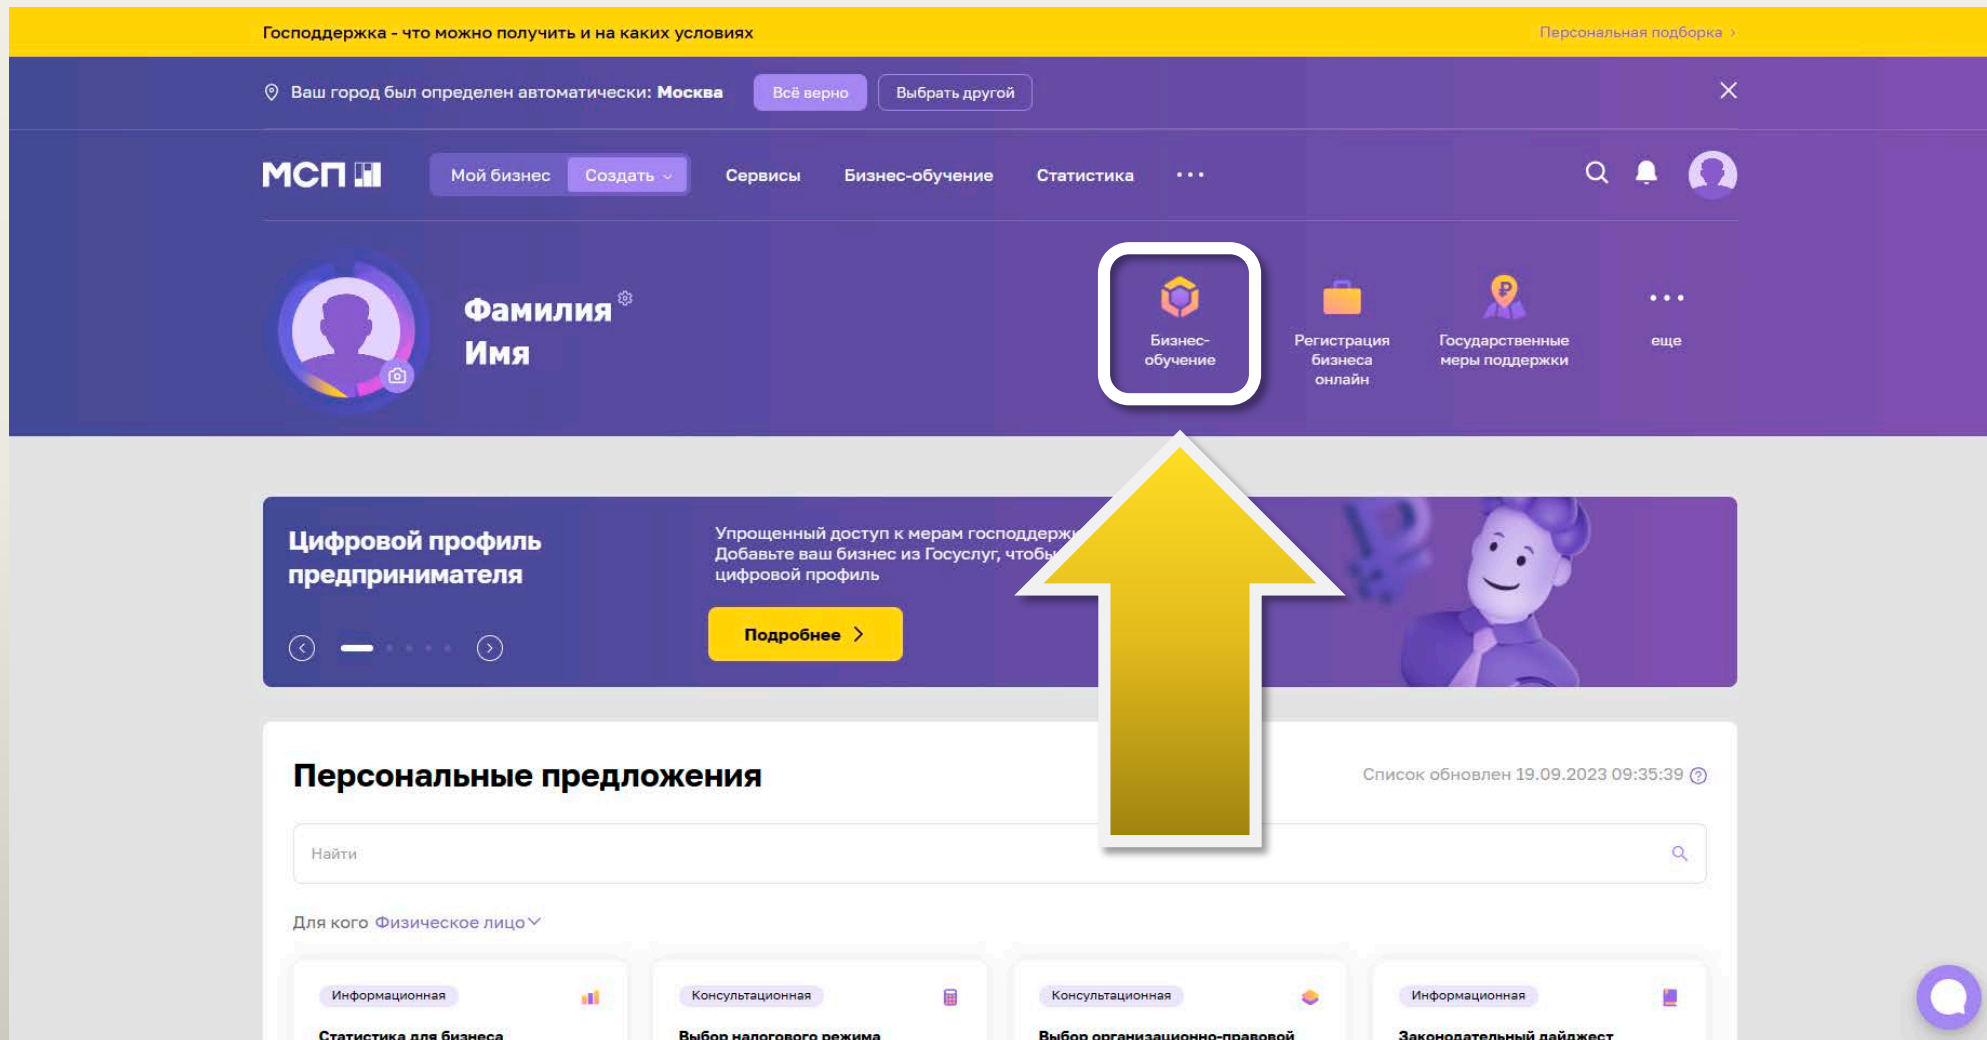 Господдержка - что можно получить и на каких условиях
Персональная подборка >
Ваш город был определен автоматически: Москва
Всё верно
Выбрать другой
МСП
Мой бизнес
Создать
Сервисы
Бизнес-обучение
Статистика
...
Фамилия
Имя
Бизнес-
обучение
Регистрация
бизнеса
онлайн
Государственные
меры поддержки
...
еще
Цифровой профиль
предпринимателя
Упрощенный доступ к мерам
Добавьте ваш бизнес из Госуслуг,
цифровой профиль
Подробнее
Персональные предложения
Список обновлен 19.09.2023 09:35:39
Найти
Для кого Физическое лицо
Информационная
Консультационная
Консультационная
Информационная
Статистика для бизнеса
Выбор налогового режима
Выбор организационно-правовой
Законодательный дайджест